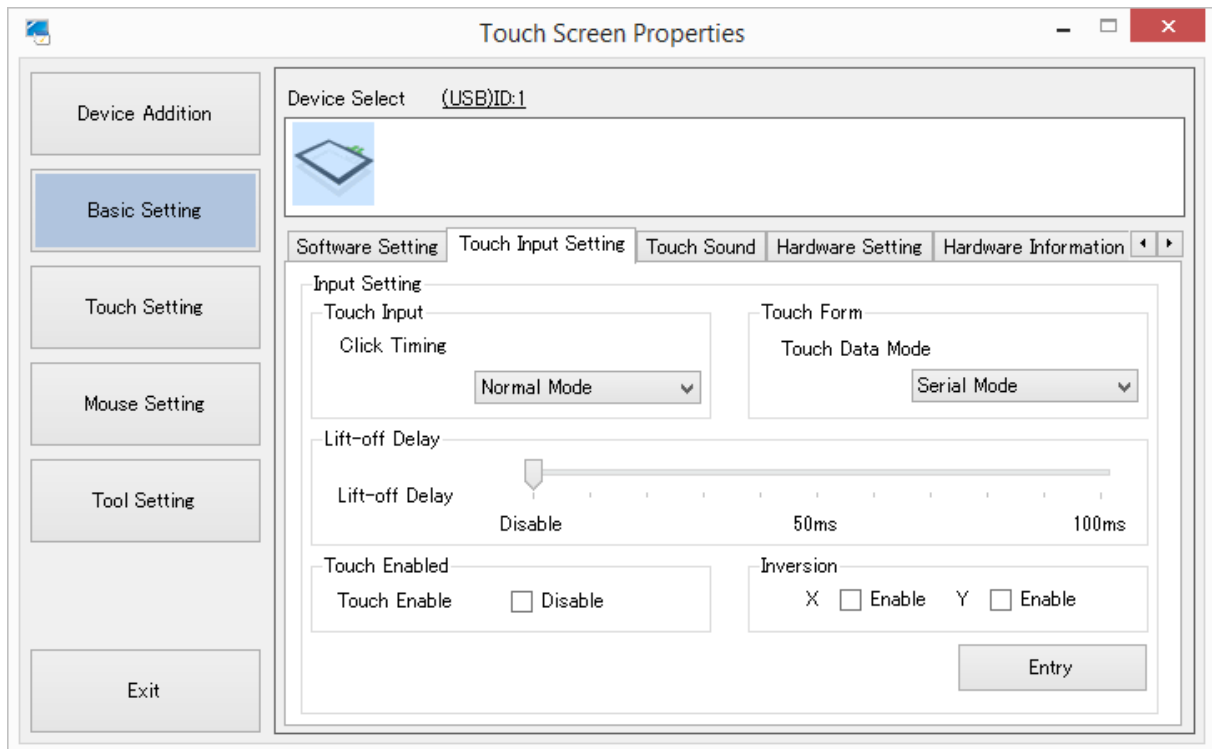 Touch Screen Properties
Device Addition
Basic Setting
Touch Setting
Mouse Setting
Tool Setting
Exit
Device Select (USB)ID:1
Software Setting Touch Input Setting Touch Sound Hardware Setting Hardware Information
Input Setting
Touch Input
Click Timing
Normal Mode
Touch Form
Touch Data Mode
Serial Mode
Lift-off Delay
Lift-off Delay
Disable 50ms 100ms
Touch Enabled
Touch Enable Disable
Inversion
X Enable Y Enable
Entry